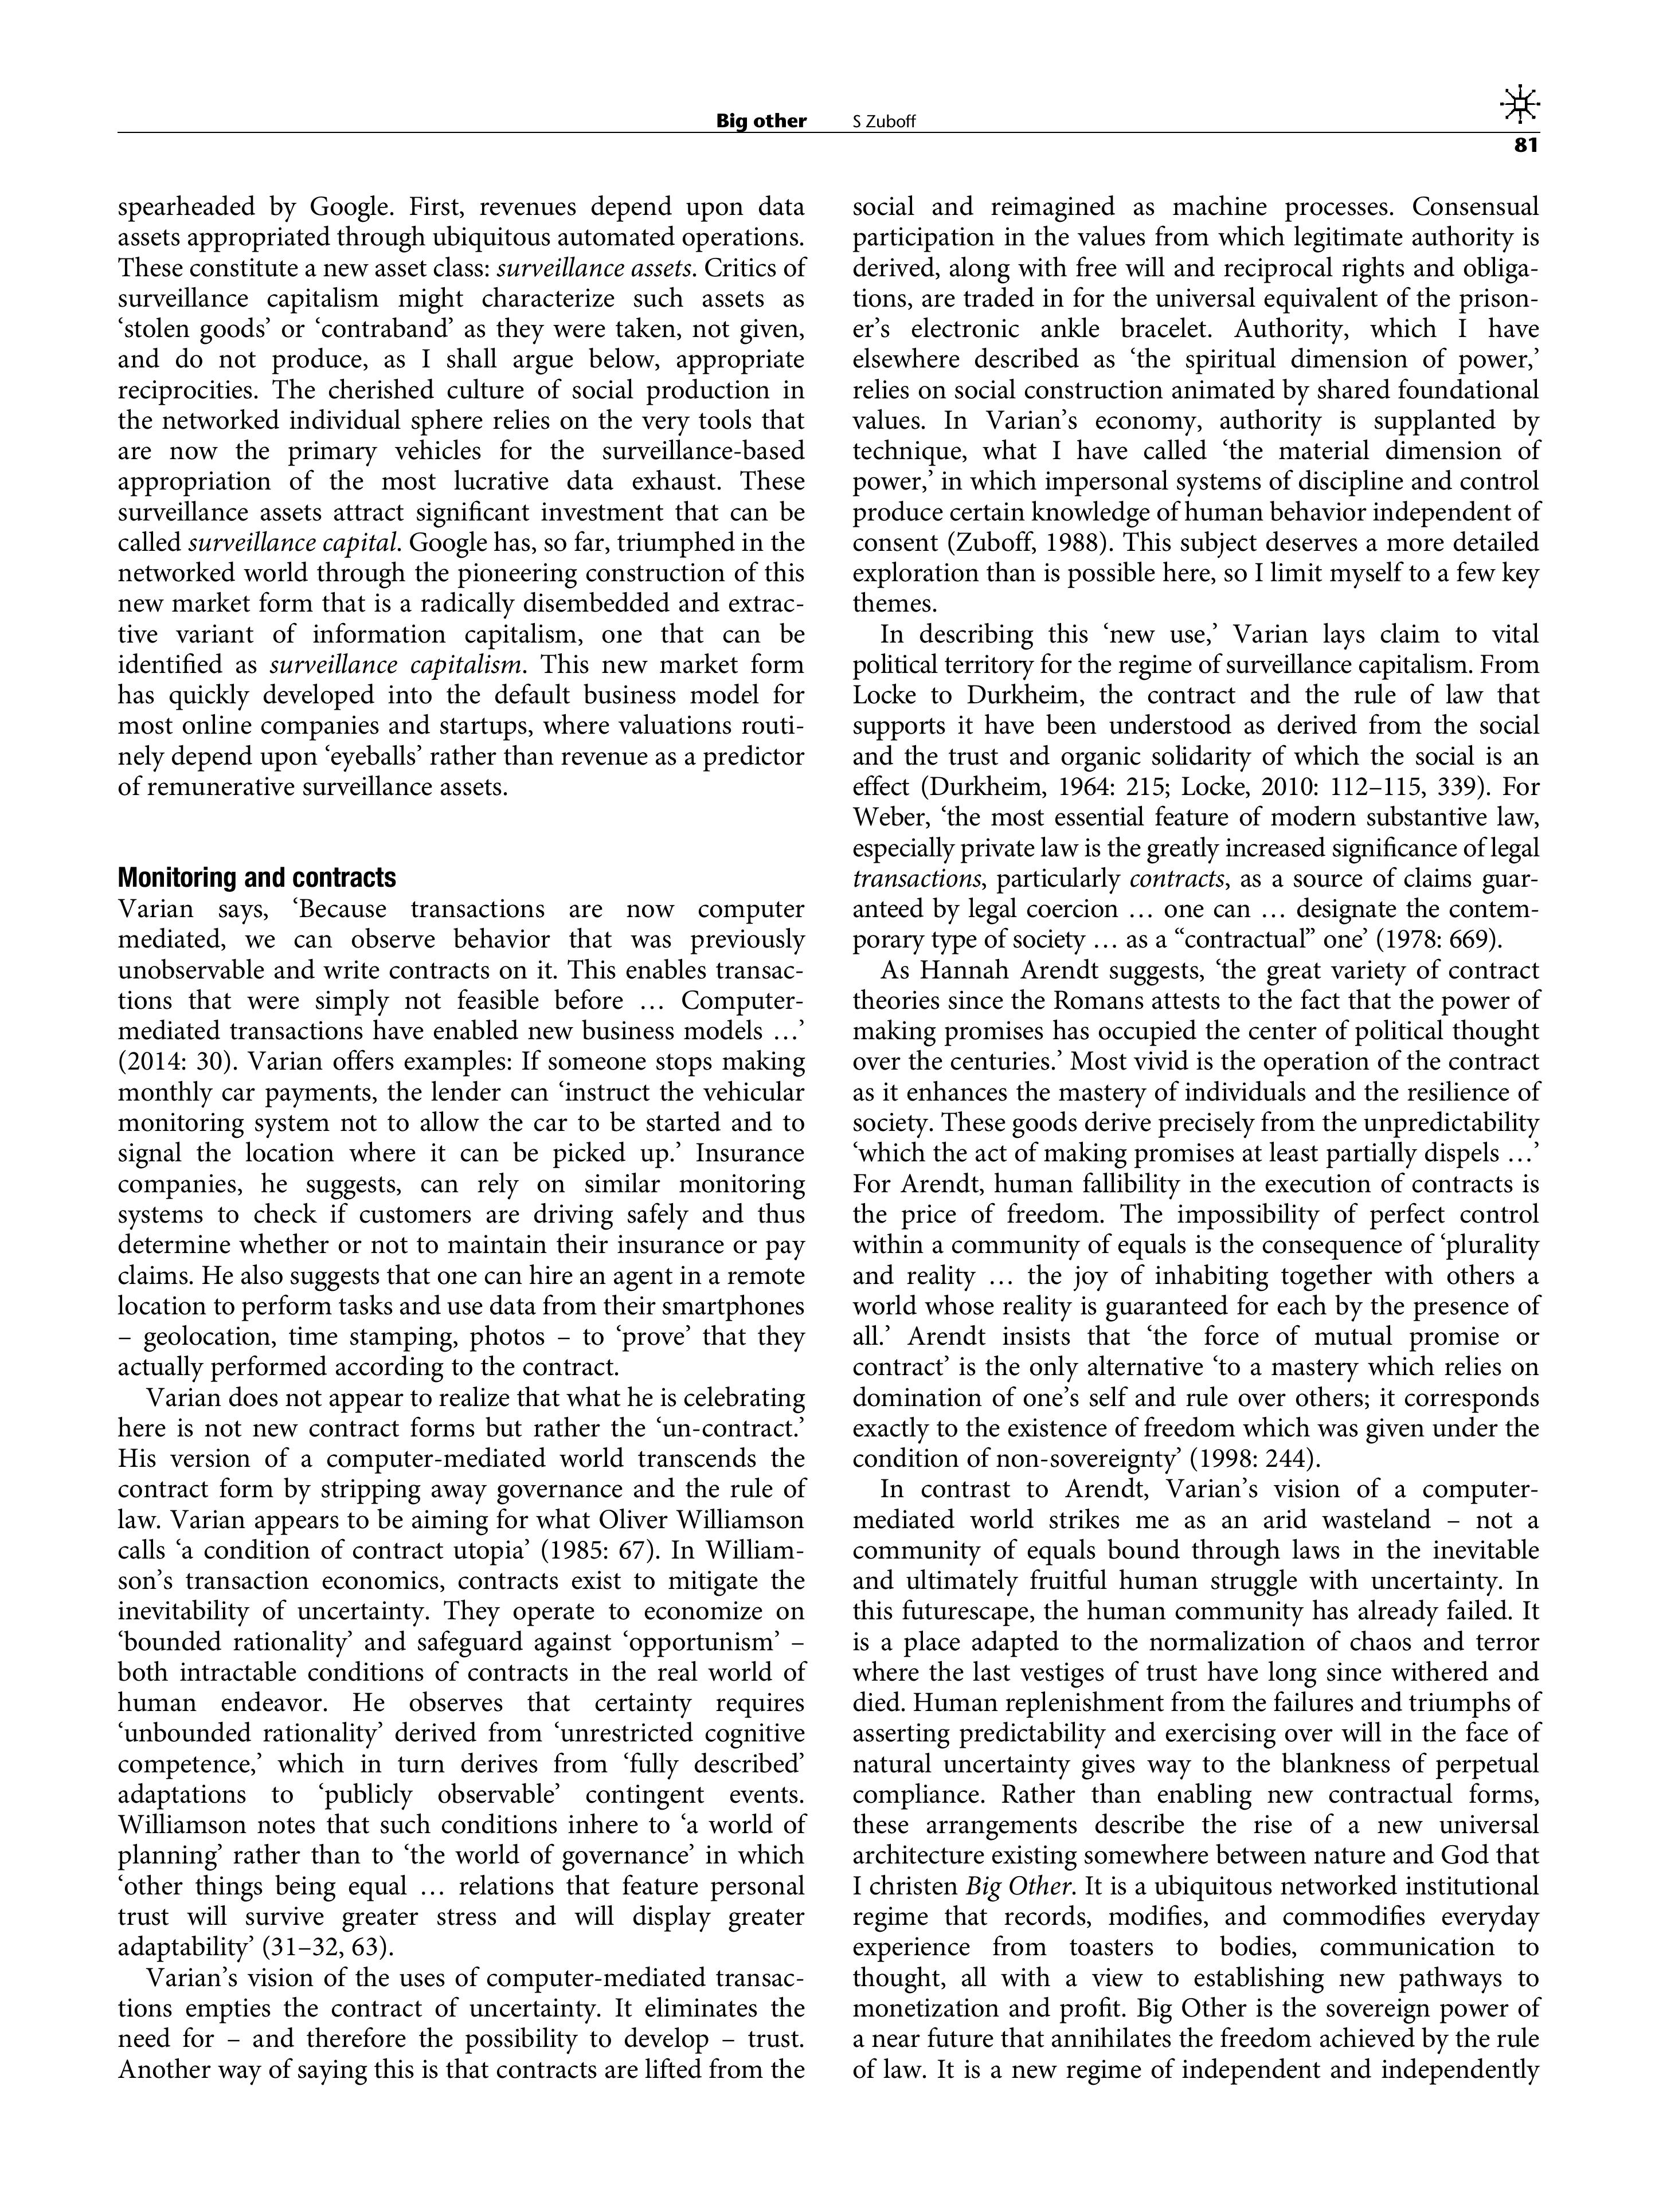 Big other S Zuboff
81
spearheaded by Google. First, revenues depend upon data
assets appropriated through ubiquitous automated operations.
These constitute a new asset class: surveillance assets. Critics of
surveillance capitalism might characterize such assets as
‘stolen goods’ or ‘contraband’ as they were taken, not given,
and do not produce, as I shall argue below, appropriate
reciprocities. The cherished culture of social production in
the networked individual sphere relies on the very tools that
are now the primary vehicles for the surveillance-based
appropriation of the most lucrative data exhaust. These
surveillance assets attract significant investment that can be
called surveillance capital. Google has, so far, triumphed in the
networked world through the pioneering construction of this
new market form that is a radically disembedded and extrac-
tive variant of information capitalism, one that can be
identified as surveillance capitalism. This new market form
has quickly developed into the default business model for
most online companies and startups, where valuations routi-
nely depend upon ‘eyeballs’ rather than revenue as a predictor
of remunerative surveillance assets.
Monitoring and contracts
Varian says, ‘Because transactions are now computer
mediated, we can observe behavior that was previously
unobservable and write contracts on it. This enables transac-
tions that were simply not feasible before … Computer-
mediated transactions have enabled new business models …’
(2014: 30). Varian offers examples: If someone stops making
monthly car payments, the lender can ‘instruct the vehicular
monitoring system not to allow the car to be started and to
signal the location where it can be picked up.’ Insurance
companies, he suggests, can rely on similar monitoring
systems to check if customers are driving safely and thus
determine whether or not to maintain their insurance or pay
claims. He also suggests that one can hire an agent in a remote
location to perform tasks and use data from their smartphones
– geolocation, time stamping, photos – to ‘prove’ that they
actually performed according to the contract.
Varian does not appear to realize that what he is celebrating
here is not new contract forms but rather the ‘un-contract.’
His version of a computer-mediated world transcends the
contract form by stripping away governance and the rule of
law. Varian appears to be aiming for what Oliver Williamson
calls ‘a condition of contract utopia’ (1985: 67). In William-
son’s transaction economics, contracts exist to mitigate the
inevitability of uncertainty. They operate to economize on
‘bounded rationality’ and safeguard against ‘opportunism’ –
both intractable conditions of contracts in the real world of
human endeavor. He observes that certainty requires
‘unbounded rationality’ derived from ‘unrestricted cognitive
competence,’ which in turn derives from ‘fully described’
adaptations to ‘publicly observable’ contingent events.
Williamson notes that such conditions inhere to ‘a world of
planning’ rather than to ‘the world of governance’ in which
‘other things being equal … relations that feature personal
trust will survive greater stress and will display greater
adaptability’ (31–32, 63).
Varian’s vision of the uses of computer-mediated transac-
tions empties the contract of uncertainty. It eliminates the
need for – and therefore the possibility to develop – trust.
Another way of saying this is that contracts are lifted from the
social and reimagined as machine processes. Consensual
participation in the values from which legitimate authority is
derived, along with free will and reciprocal rights and obliga-
tions, are traded in for the universal equivalent of the prison-
er’s electronic ankle bracelet. Authority, which I have
elsewhere described as ‘the spiritual dimension of power,’
relies on social construction animated by shared foundational
values. In Varian’s economy, authority is supplanted by
technique, what I have called ‘the material dimension of
power,’ in which impersonal systems of discipline and control
produce certain knowledge of human behavior independent of
consent (Zuboff, 1988). This subject deserves a more detailed
exploration than is possible here, so I limit myself to a few key
themes.
In describing this ‘new use,’ Varian lays claim to vital
political territory for the regime of surveillance capitalism. From
Locke to Durkheim, the contract and the rule of law that
supports it have been understood as derived from the social
and the trust and organic solidarity of which the social is an
effect (Durkheim, 1964: 215; Locke, 2010: 112–115, 339). For
Weber, ‘the most essential feature of modern substantive law,
especially private law is the greatly increased significance of legal
transactions, particularly contracts, as a source of claims guar-
anteed by legal coercion … one can … designate the contem-
porary type of society … as a “contractual” one’ (1978: 669).
As Hannah Arendt suggests, ‘the great variety of contract
theories since the Romans attests to the fact that the power of
making promises has occupied the center of political thought
over the centuries.’ Most vivid is the operation of the contract
as it enhances the mastery of individuals and the resilience of
society. These goods derive precisely from the unpredictability
‘which the act of making promises at least partially dispels …’
For Arendt, human fallibility in the execution of contracts is
the price of freedom. The impossibility of perfect control
within a community of equals is the consequence of ‘plurality
and reality … the joy of inhabiting together with others a
world whose reality is guaranteed for each by the presence of
all.’ Arendt insists that ‘the force of mutual promise or
contract’ is the only alternative ‘to a mastery which relies on
domination of one’s self and rule over others; it corresponds
exactly to the existence of freedom which was given under the
condition of non-sovereignty’ (1998: 244).
In contrast to Arendt, Varian’s vision of a computer-
mediated world strikes me as an arid wasteland – not a
community of equals bound through laws in the inevitable
and ultimately fruitful human struggle with uncertainty. In
this futurescape, the human community has already failed. It
is a place adapted to the normalization of chaos and terror
where the last vestiges of trust have long since withered and
died. Human replenishment from the failures and triumphs of
asserting predictability and exercising over will in the face of
natural uncertainty gives way to the blankness of perpetual
compliance. Rather than enabling new contractual forms,
these arrangements describe the rise of a new universal
architecture existing somewhere between nature and God that
I christen Big Other. It is a ubiquitous networked institutional
regime that records, modifies, and commodifies everyday
experience from toasters to bodies, communication to
thought, all with a view to establishing new pathways to
monetization and profit. Big Other is the sovereign power of
a near future that annihilates the freedom achieved by the rule
of law. It is a new regime of independent and independently